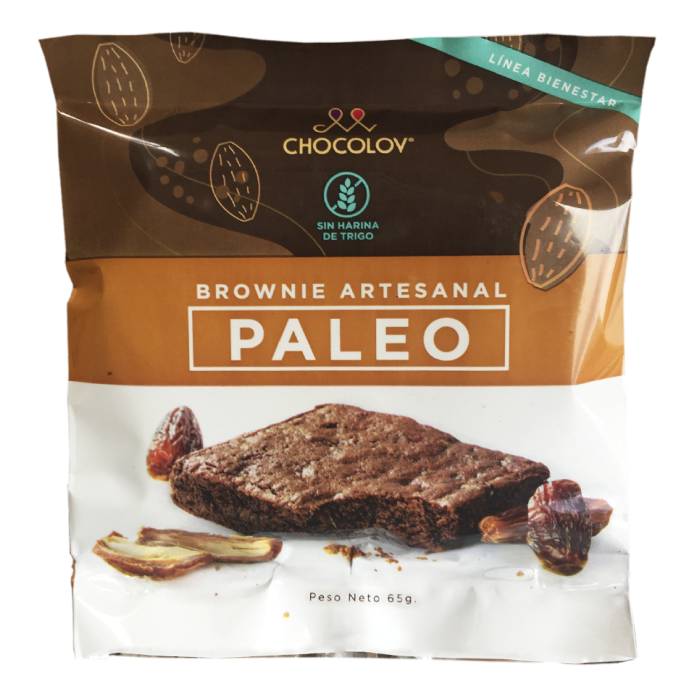 LÍNEA BIENESTAR
CHOCOLOV®
SIN HARINA
DE TRIGO
BROWNIE ARTESANAL
PALEO
Peso Neto 65g.